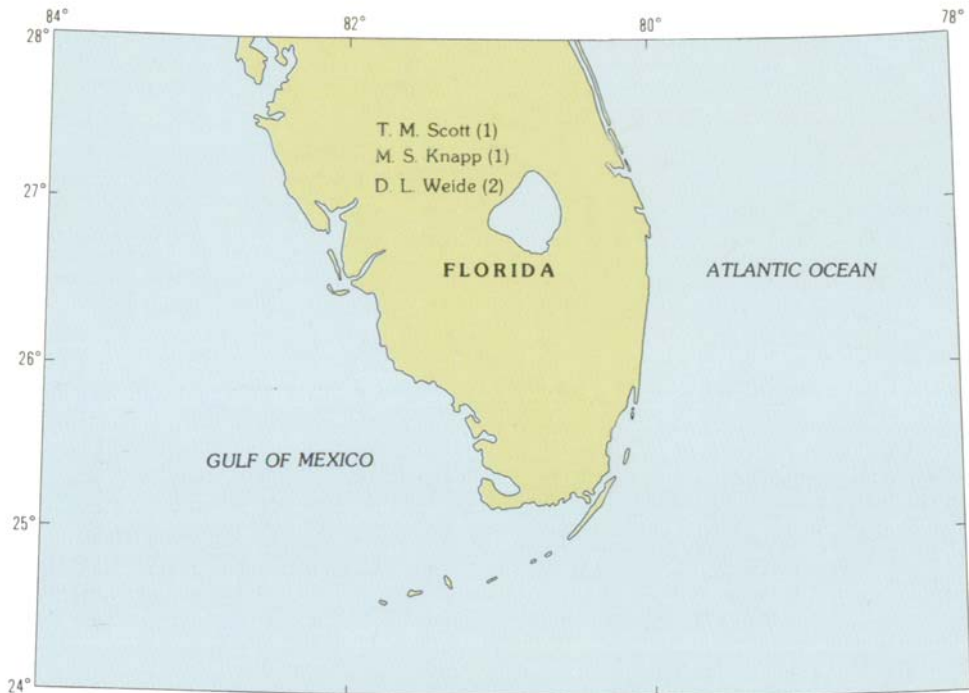 84°
82°
80°
78°
28°
T. M. Scott (1)
M. S. Knapp (1)
D. L. Weide (2)
27°
FLORIDA
ATLANTIC OCEAN
26°
GULF OF MEXICO
25°
24°